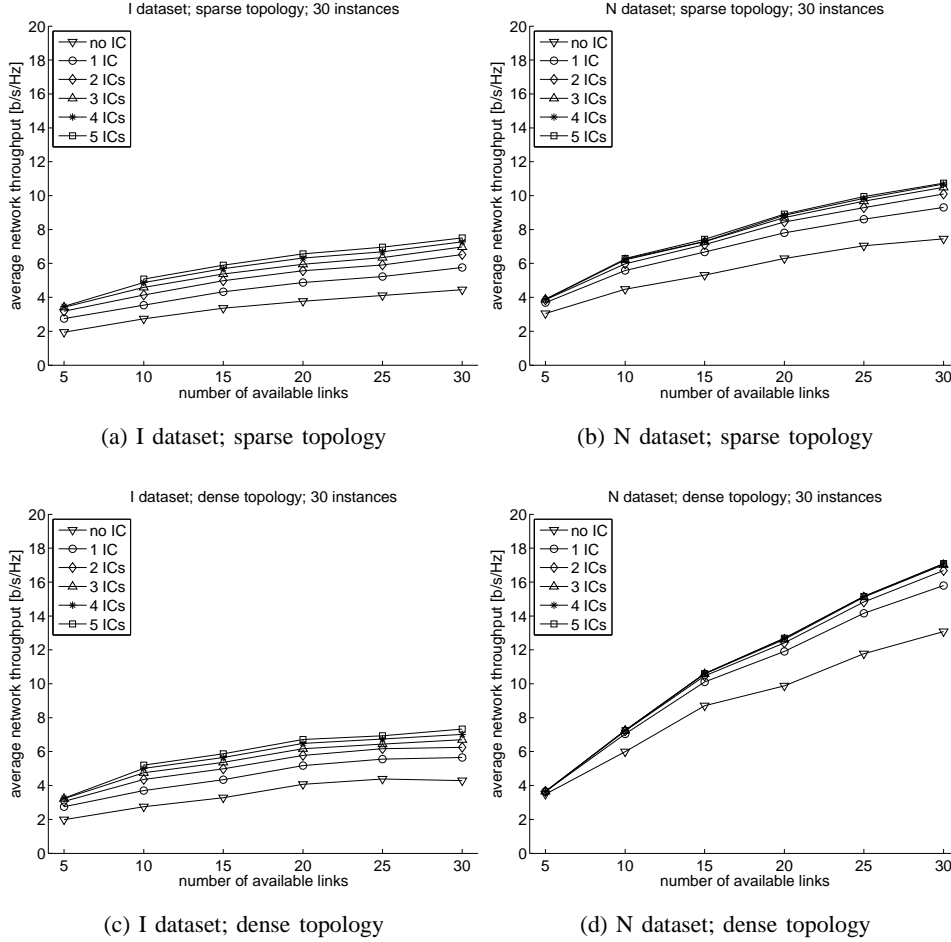 I dataset; sparse topology; 30 instances
average network throughput [b/s/Hz]
20
18
16
14
12
10
8
6
4
2
0
no IC
1 IC
2 ICs
3 ICs
4 ICs
5 ICs
5 10 15 20 25 30
number of available links
(a) I dataset; sparse topology
N dataset; sparse topology; 30 instances
average network throughput [b/s/Hz]
20
18
16
14
12
10
8
6
4
2
0
no IC
1 IC
2 ICs
3 ICs
4 ICs
5 ICs
5 10 15 20 25 30
number of available links
(b) N dataset; sparse topology
I dataset; dense topology; 30 instances
average network throughput [b/s/Hz]
20
18
16
14
12
10
8
6
4
2
0
no IC
1 IC
2 ICs
3 ICs
4 ICs
5 ICs
5 10 15 20 25 30
number of available links
(c) I dataset; dense topology
N dataset; dense topology; 30 instances
average network throughput [b/s/Hz]
20
18
16
14
12
10
8
6
4
2
0
no IC
1 IC
2 ICs
3 ICs
4 ICs
5 ICs
5 10 15 20 25 30
number of available links
(d) N dataset; dense topology